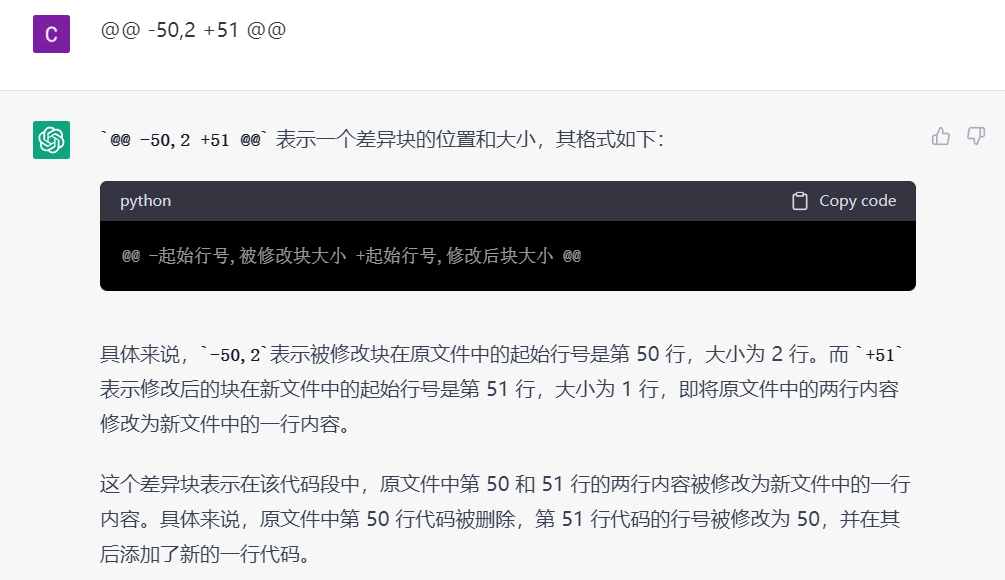 C
@@ -50,2 +51 @@
`@@ -50,2 +51 @@` 表示一个差异块的位置和大小，其格式如下：
python
Copy code
@@ -起始行号,被修改块大小 +起始行号,修改后块大小 @@
具体来说，`-50,2`表示被修改块在原文件中的起始行号是第 50 行，大小为 2 行。而 `+51`
表示修改后的块在新文件中的起始行号是第 51 行，大小为 1 行，即将原文件中的两行内容
修改为新文件中的一行内容。
这个差异块表示在该代码段中，原文件中第 50 和 51 行的两行内容被修改为新文件中的一行
内容。具体来说，原文件中第 50 行代码被删除，第 51 行代码的行号被修改为 50，并在其
后添加了新的一行代码。